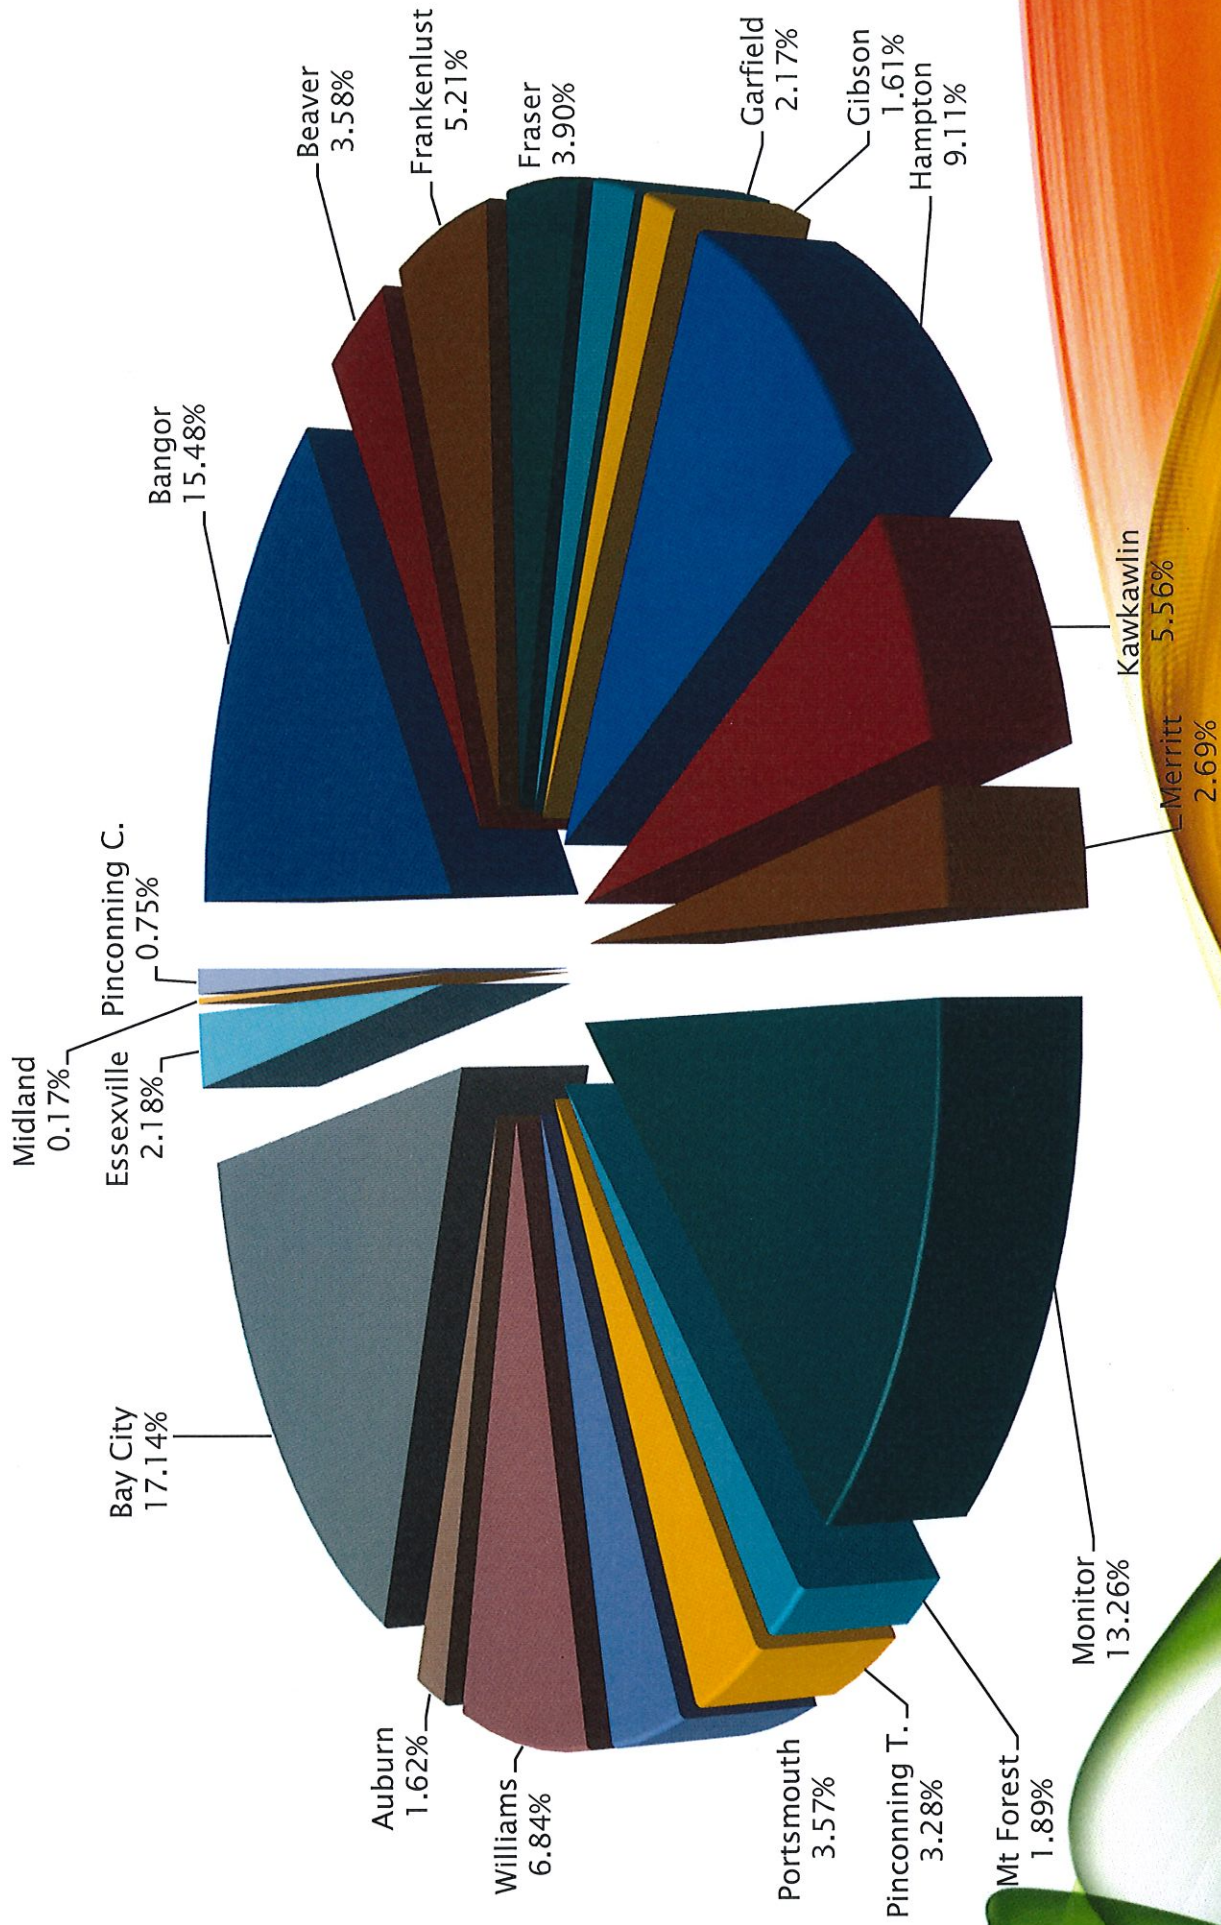 Bangor
15.48%
Beaver
3.58%
Frankenlust
5.21%
Fraser
3.90%
Garfield
2.17%
Gibson
1.61%
Hampton
9.11%
Kawkawlin
5.56%
Merritt
2.69%
Monitor
13.26%
Mt Forest
1.89%
Pinconning T.
3.28%
Portsmouth
3.57%
Williams
6.84%
Auburn
1.62%
Bay City
17.14%
Essexville
2.18%
Midland
0.17%
Pinconning C.
0.75%